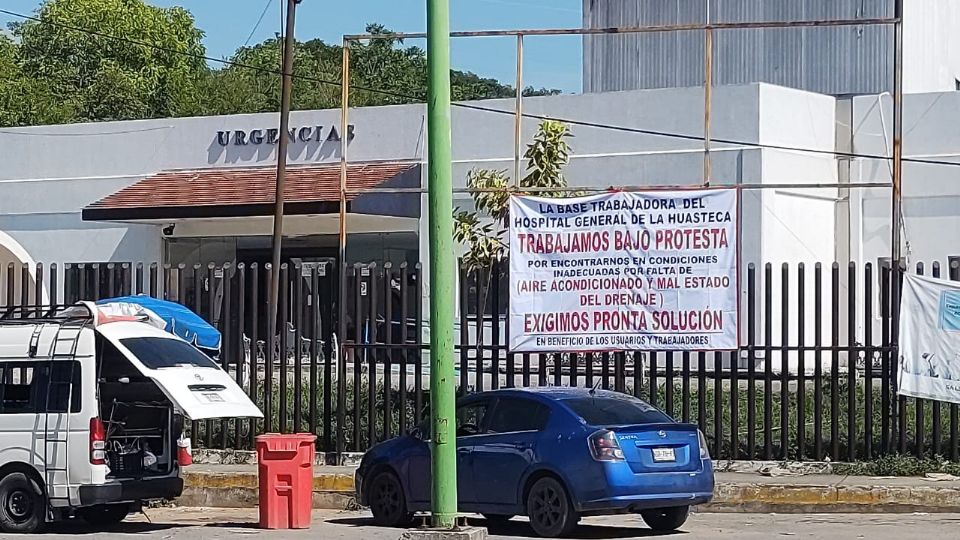 URGENCIAS
LA BASE TRABAJADORA DEL
HOSPITAL GENERAL DE LA HUASTECA
TRABAJAMOS BAJO PROTESTA
POR ENCONTRARNOS EN CONDICIONES
INADECUADAS POR FALTA DE
(AIRE ACONDICIONADO Y MAL ESTADO
DEL DRENAJE )
EXIGIMOS PRONTA SOLUCIÓN
EN BENEFICIO DE LOS USUARIOS Y TRABAJADORES
SENTRA